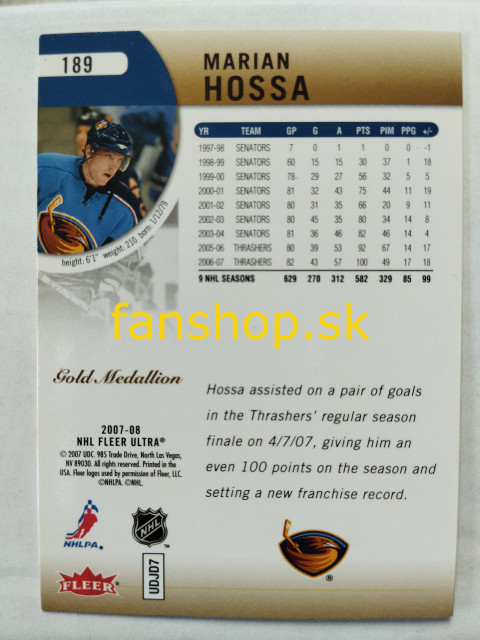 189
MARIAN
HOSSA
YR TEAM GP G A PTS PIM PPG +/-
1997-98 SENATORS 7 0 1 1 0 0 -1
1998-99 SENATORS 60 15 15 30 37 1 18
1999-00 SENATORS 78 29 27 56 32 5 5
2000-01 SENATORS 81 32 43 75 44 11 19
2001-02 SENATORS 80 31 35 66 20 9 11
2002-03 SENATORS 80 45 35 80 34 14 8
2003-04 SENATORS 81 36 46 82 46 14 4
2005-06 THRASHERS 80 39 53 92 67 14 17
2006-07 THRASHERS 82 43 57 100 49 17 18
9 NHL SEASONS 629 270 312 582 329 85 99
height: 6'1" weight: 210 born: 1/12/79
fanshop.sk
Gold Medallion
Hossa assisted on a pair of goals
in the Thrashers' regular season
finale on 4/7/07, giving him an
even 100 points on the season and
setting a new franchise record.
2007-08
NHL FLEER ULTRA®
© 2007 UDC. 985 Trade Drive, North Las Vegas,
NV 89030. All rights reserved. Printed in the
USA. Fleer logos used by permission of Fleer, LLC.
©NHLPA. ©NHL.
NHLPA
NHL
UDJD7
FLEER
®